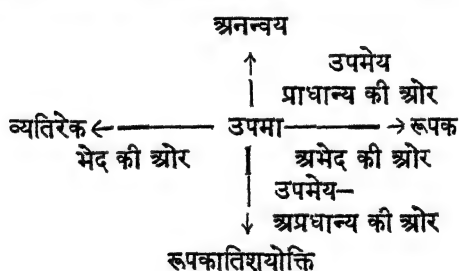 अनन्वय
उपमेय
प्राधान्य की ओर
व्यतिरेक ← उपमा → रूपक
भेद की ओर अभेद की ओर
उपमेय—
अप्रधान्य की ओर
रूपकातिशयोक्ति